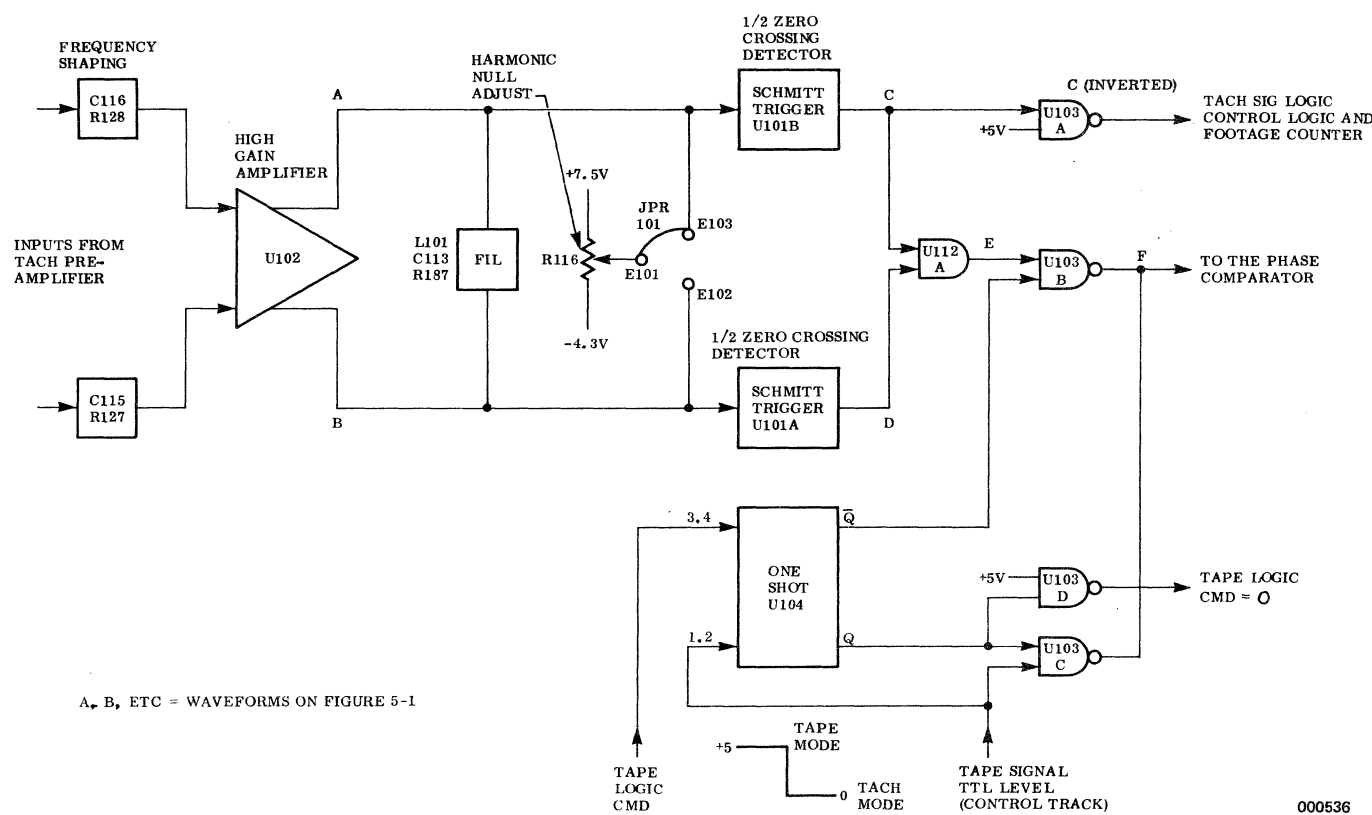 FREQUENCY
SHAPING
C116
R128
HIGH
GAIN
AMPLIFIER
INPUTS FROM
TACH PRE-
AMPLIFIER
U102
C115
R127
A
B
L101
C113
R187
FIL
HARMONIC
NULL
ADJUST
+7.5V
R116
-4.3V
JPR
101
E103
E101
E102
1/2 ZERO
CROSSING
DETECTOR
SCHMITT
TRIGGER
U101B
C
1/2 ZERO CROSSING
DETECTOR
SCHMITT
TRIGGER
U101A
D
C (INVERTED)
+5V
U103
A
TACH SIG LOGIC
CONTROL LOGIC AND
FOOTAGE COUNTER
U112
A
E
U103
B
F
TO THE PHASE
COMPARATOR
3.4
Q̅
ONE
SHOT
U104
1.2
Q
+5V
U103
D
TAPE LOGIC
CMD = 0
U103
C
A, B, ETC = WAVEFORMS ON FIGURE 5-1
TAPE
LOGIC
CMD
+5
TAPE
MODE
0
TACH
MODE
TAPE SIGNAL
TTL LEVEL
(CONTROL TRACK)
000536